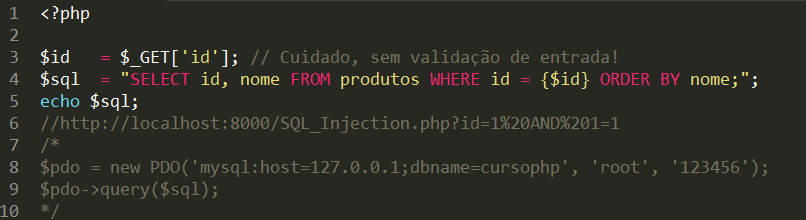 1 <?php
2
3 $id   = $_GET['id']; // Cuidado, sem validação de entrada!
4 $sql  = "SELECT id, nome FROM produtos WHERE id = {$id} ORDER BY nome;";
5 echo $sql;
6 //http://localhost:8000/SQL_Injection.php?id=1%20AND%201=1
7 /*
8 $pdo = new PDO('mysql:host=127.0.0.1;dbname=cursophp', 'root', '123456');
9 $pdo->query($sql);
10 */